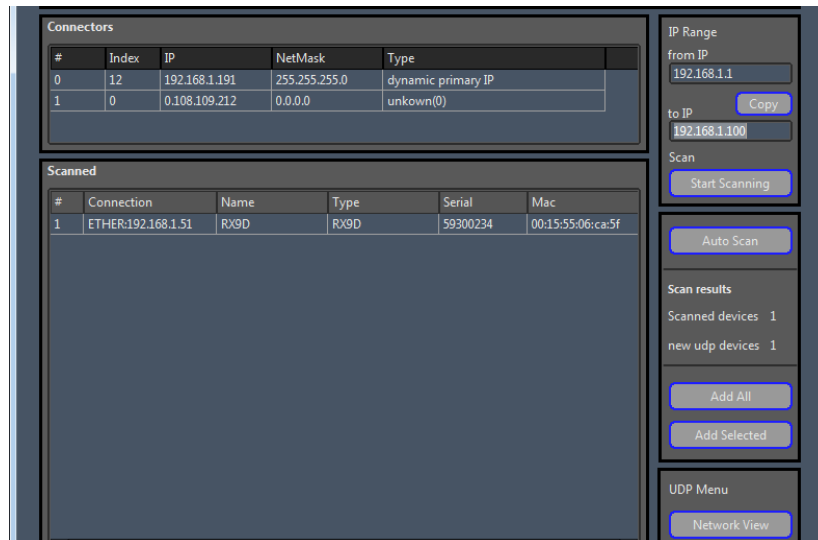 Connectors
# Index IP NetMask Type
0 12 192.168.1.191 255.255.255.0 dynamic primary IP
1 0 0.108.109.212 0.0.0.0 unkown(0)
Scanned
# Connection Name Type Serial Mac
1 ETHER:192.168.1.51 RX9D RX9D 59300234 00:15:55:06:ca:5f
IP Range
from IP
192.168.1.1
Copy
to IP
192.168.1.100
Scan
Start Scanning
Auto Scan
Scan results
Scanned devices 1
new udp devices 1
Add All
Add Selected
UDP Menu
Network View